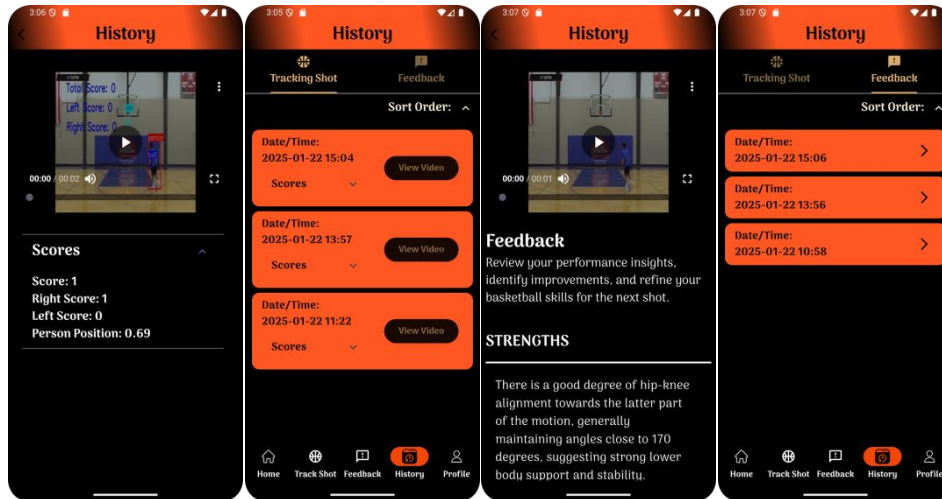 3:06
History
Total Score: 0
Left Score: 0
Right Score: 0
00:00 / 00:02
Scores
Score: 1
Right Score: 1
Left Score: 0
Person Position: 0.69
3:05
History
Tracking Shot
Feedback
Sort Order:
Date/Time:
2025-01-22 15:04
View Video
Scores
Date/Time:
2025-01-22 13:57
View Video
Scores
Date/Time:
2025-01-22 11:22
View Video
Scores
Home Track Shot Feedback History Profile
3:07
History
00:00 / 00:01
Feedback
Review your performance insights,
identify improvements, and refine your
basketball skills for the next shot.
STRENGTHS
There is a good degree of hip-knee
alignment towards the latter part
of the motion, generally
maintaining angles close to 170
degrees, suggesting strong lower
body support and stability.
3:07
History
Tracking Shot
Feedback
Sort Order:
Date/Time:
2025-01-22 15:06
Date/Time:
2025-01-22 13:56
Date/Time:
2025-01-22 10:58
Home Track Shot Feedback History Profile